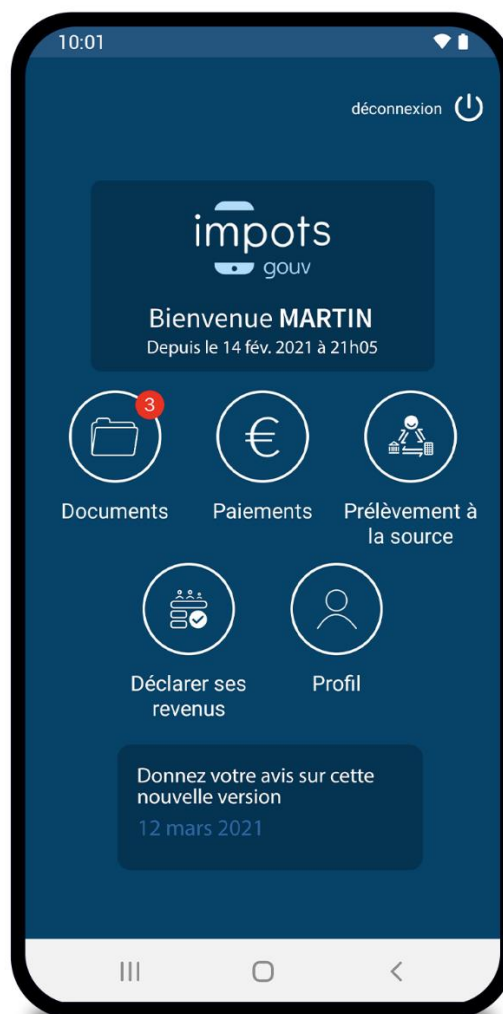 10:01
déconnexion
impots
gouv
Bienvenue MARTIN
Depuis le 14 fév. 2021 à 21h05
3
€
Documents
Paiements
Prélèvement à
la source
Déclarer ses
revenus
Profil
Donnez votre avis sur cette
nouvelle version
12 mars 2021